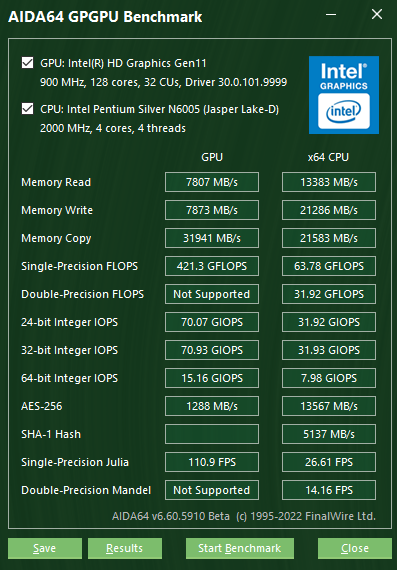 AIDA64 GPGPU Benchmark
GPU: Intel(R) HD Graphics Gen11
900 MHz, 128 cores, 32 CUs, Driver 30.0.101.9999
CPU: Intel Pentium Silver N6005 (Jasper Lake-D)
2000 MHz, 4 cores, 4 threads
Intel®
GRAPHICS
intel
GPU x64 CPU
Memory Read 7807 MB/s 13383 MB/s
Memory Write 7873 MB/s 21286 MB/s
Memory Copy 31941 MB/s 21583 MB/s
Single-Precision FLOPS 421.3 GFLOPS 63.78 GFLOPS
Double-Precision FLOPS Not Supported 31.92 GFLOPS
24-bit Integer IOPS 70.07 GIOPS 31.92 GIOPS
32-bit Integer IOPS 70.93 GIOPS 31.93 GIOPS
64-bit Integer IOPS 15.16 GIOPS 7.98 GIOPS
AES-256 1288 MB/s 13567 MB/s
SHA-1 Hash 5137 MB/s
Single-Precision Julia 110.9 FPS 26.61 FPS
Double-Precision Mandel Not Supported 14.16 FPS
AIDA64 v6.60.5910 Beta (c) 1995-2022 FinalWire Ltd.
Save Results Start Benchmark Close